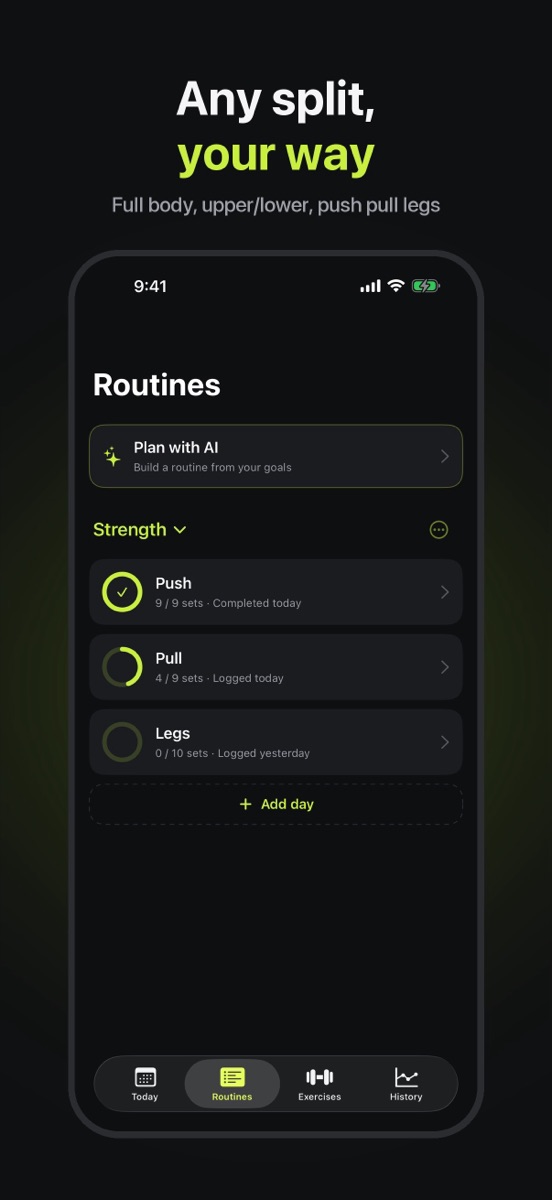 Any split,
your way
Full body, upper/lower, push pull legs
9:41
Routines
Plan with AI
Build a routine from your goals
Strength
Push
9 / 9 sets · Completed today
Pull
4 / 9 sets · Logged today
Legs
0 / 10 sets · Logged yesterday
+ Add day
Today Routines Exercises History